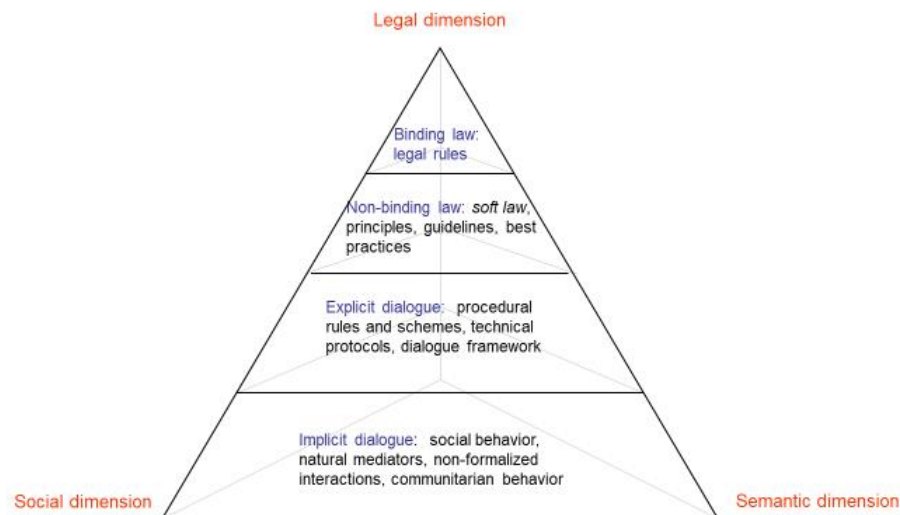 Legal dimension
Binding law:
legal rules
Non-binding law: soft law,
principles, guidelines, best
practices
Explicit dialogue: procedural
rules and schemes, technical
protocols, dialogue framework
Implicit dialogue: social behavior,
natural mediators, non-formalized
interactions, communitarian behavior
Social dimension
Semantic dimension